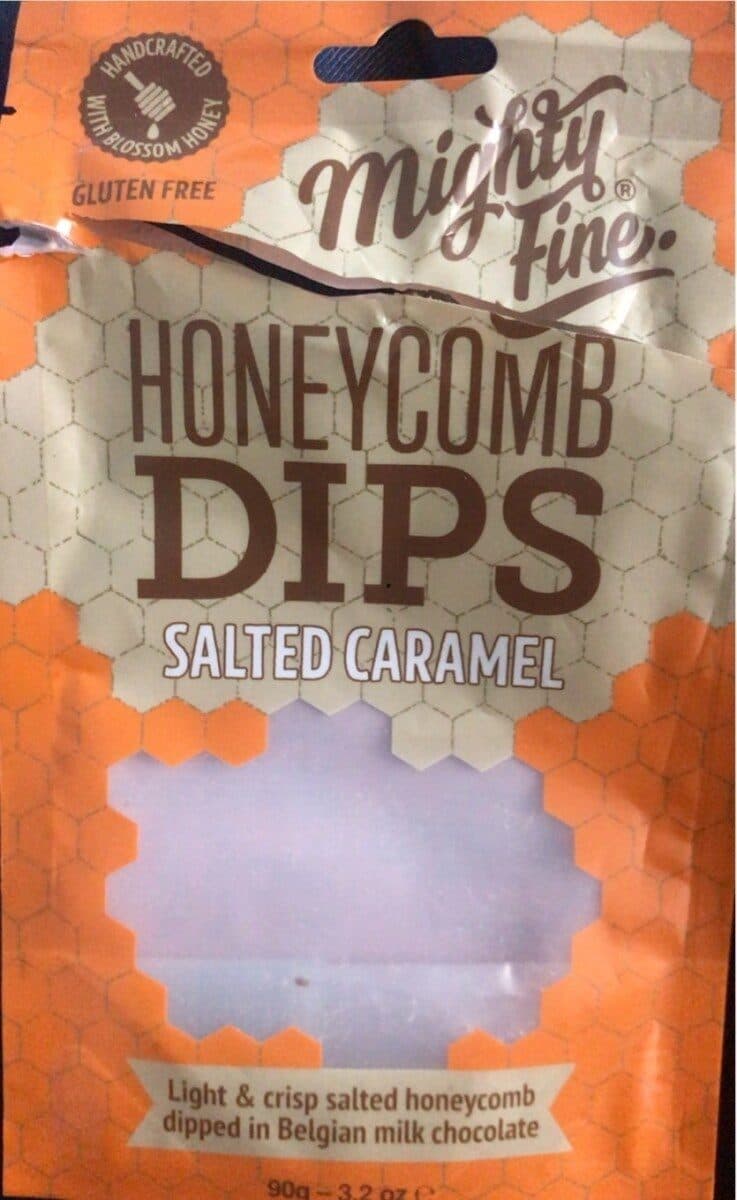 HANDCRAFTED
WITH BLOSSOM HONEY
GLUTEN FREE
Mighty
Fine®
HONEYCOMB
DIPS
SALTED CARAMEL
Light & crisp salted honeycomb
dipped in Belgian milk chocolate
90g – 3.2 oz ℮